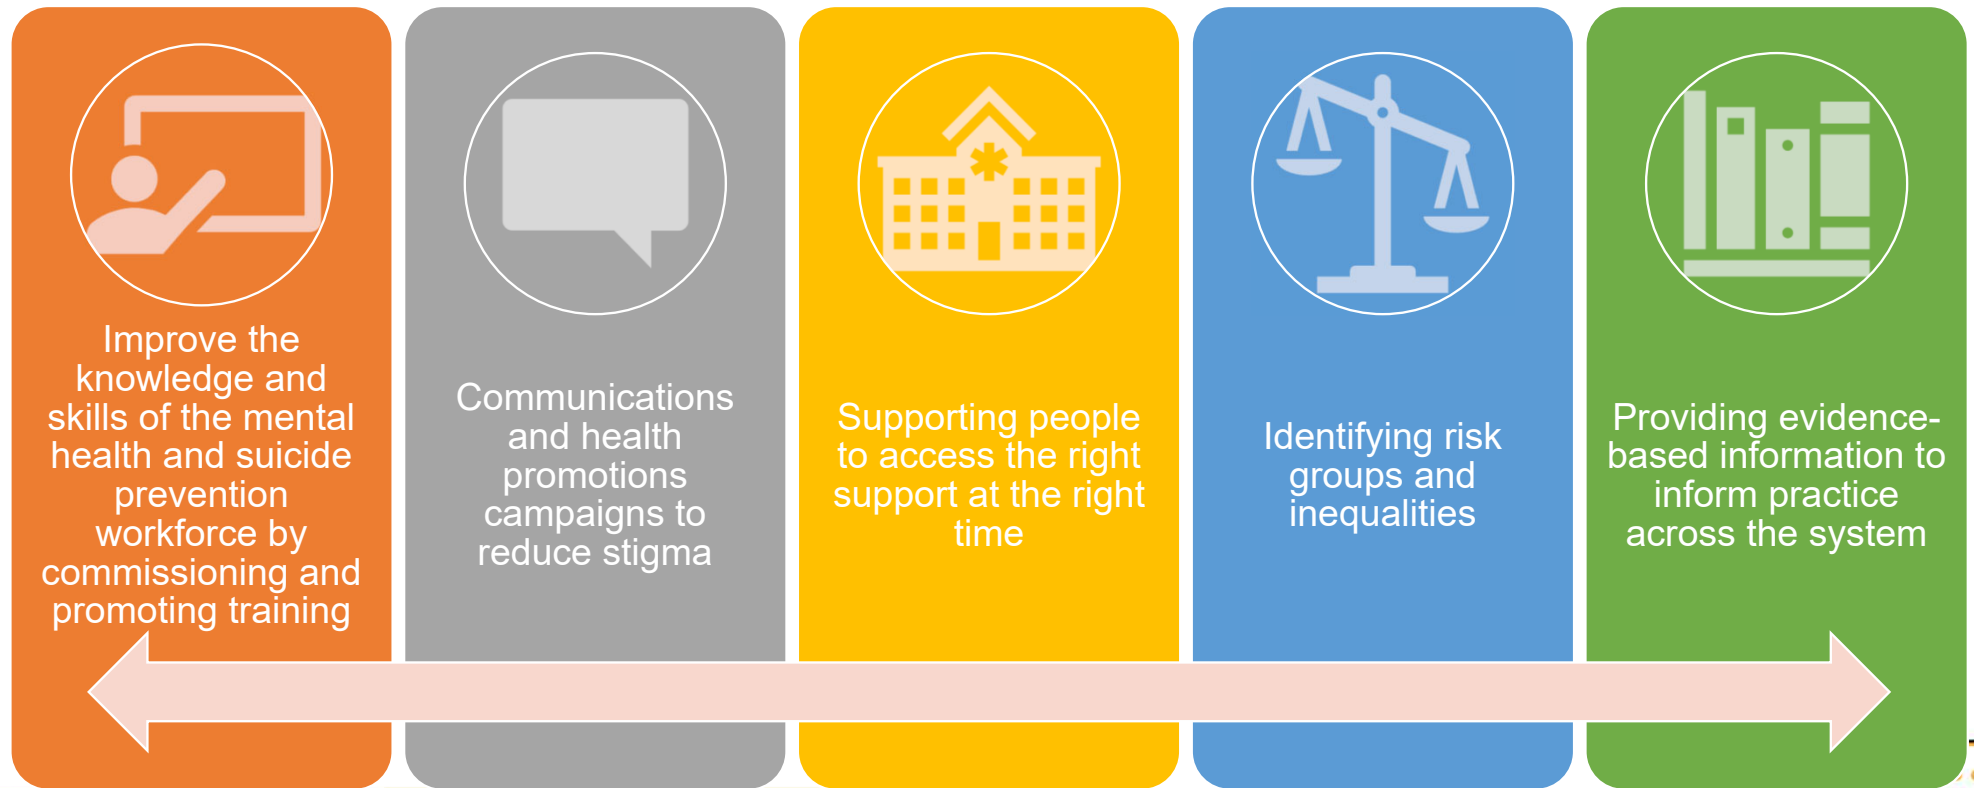 Improve the
knowledge and
skills of the mental
health and suicide
prevention
workforce by
commissioning and
promoting training
Communications
and health
promotions
campaigns to
reduce stigma
Supporting people
to access the right
support at the right
time
Identifying risk
groups and
inequalities
Providing evidence-
based information to
inform practice
across the system